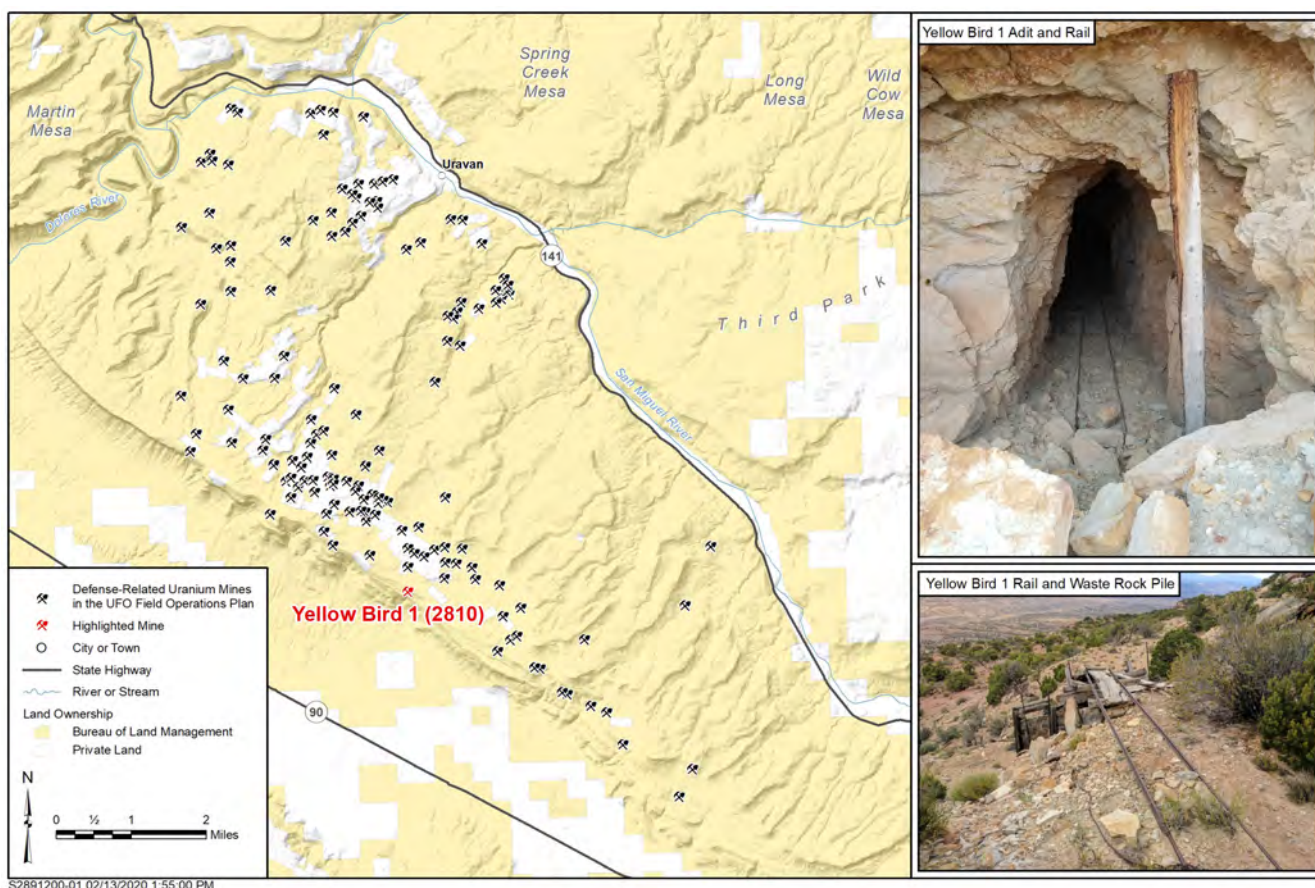 Martin
Mesa
Spring
Creek
Mesa
Long
Mesa
Wild
Cow
Mesa
Uravan
Dolores River
141
Third Park
San Miguel River
Yellow Bird 1 (2810)
90
Defense-Related Uranium Mines
in the UFO Field Operations Plan
Highlighted Mine
City or Town
State Highway
River or Stream
Land Ownership
Bureau of Land Management
Private Land
N
0 ½ 1 2
Miles
Yellow Bird 1 Adit and Rail
Yellow Bird 1 Rail and Waste Rock Pile
S2891200-01 02/13/2020 1:55:00 PM